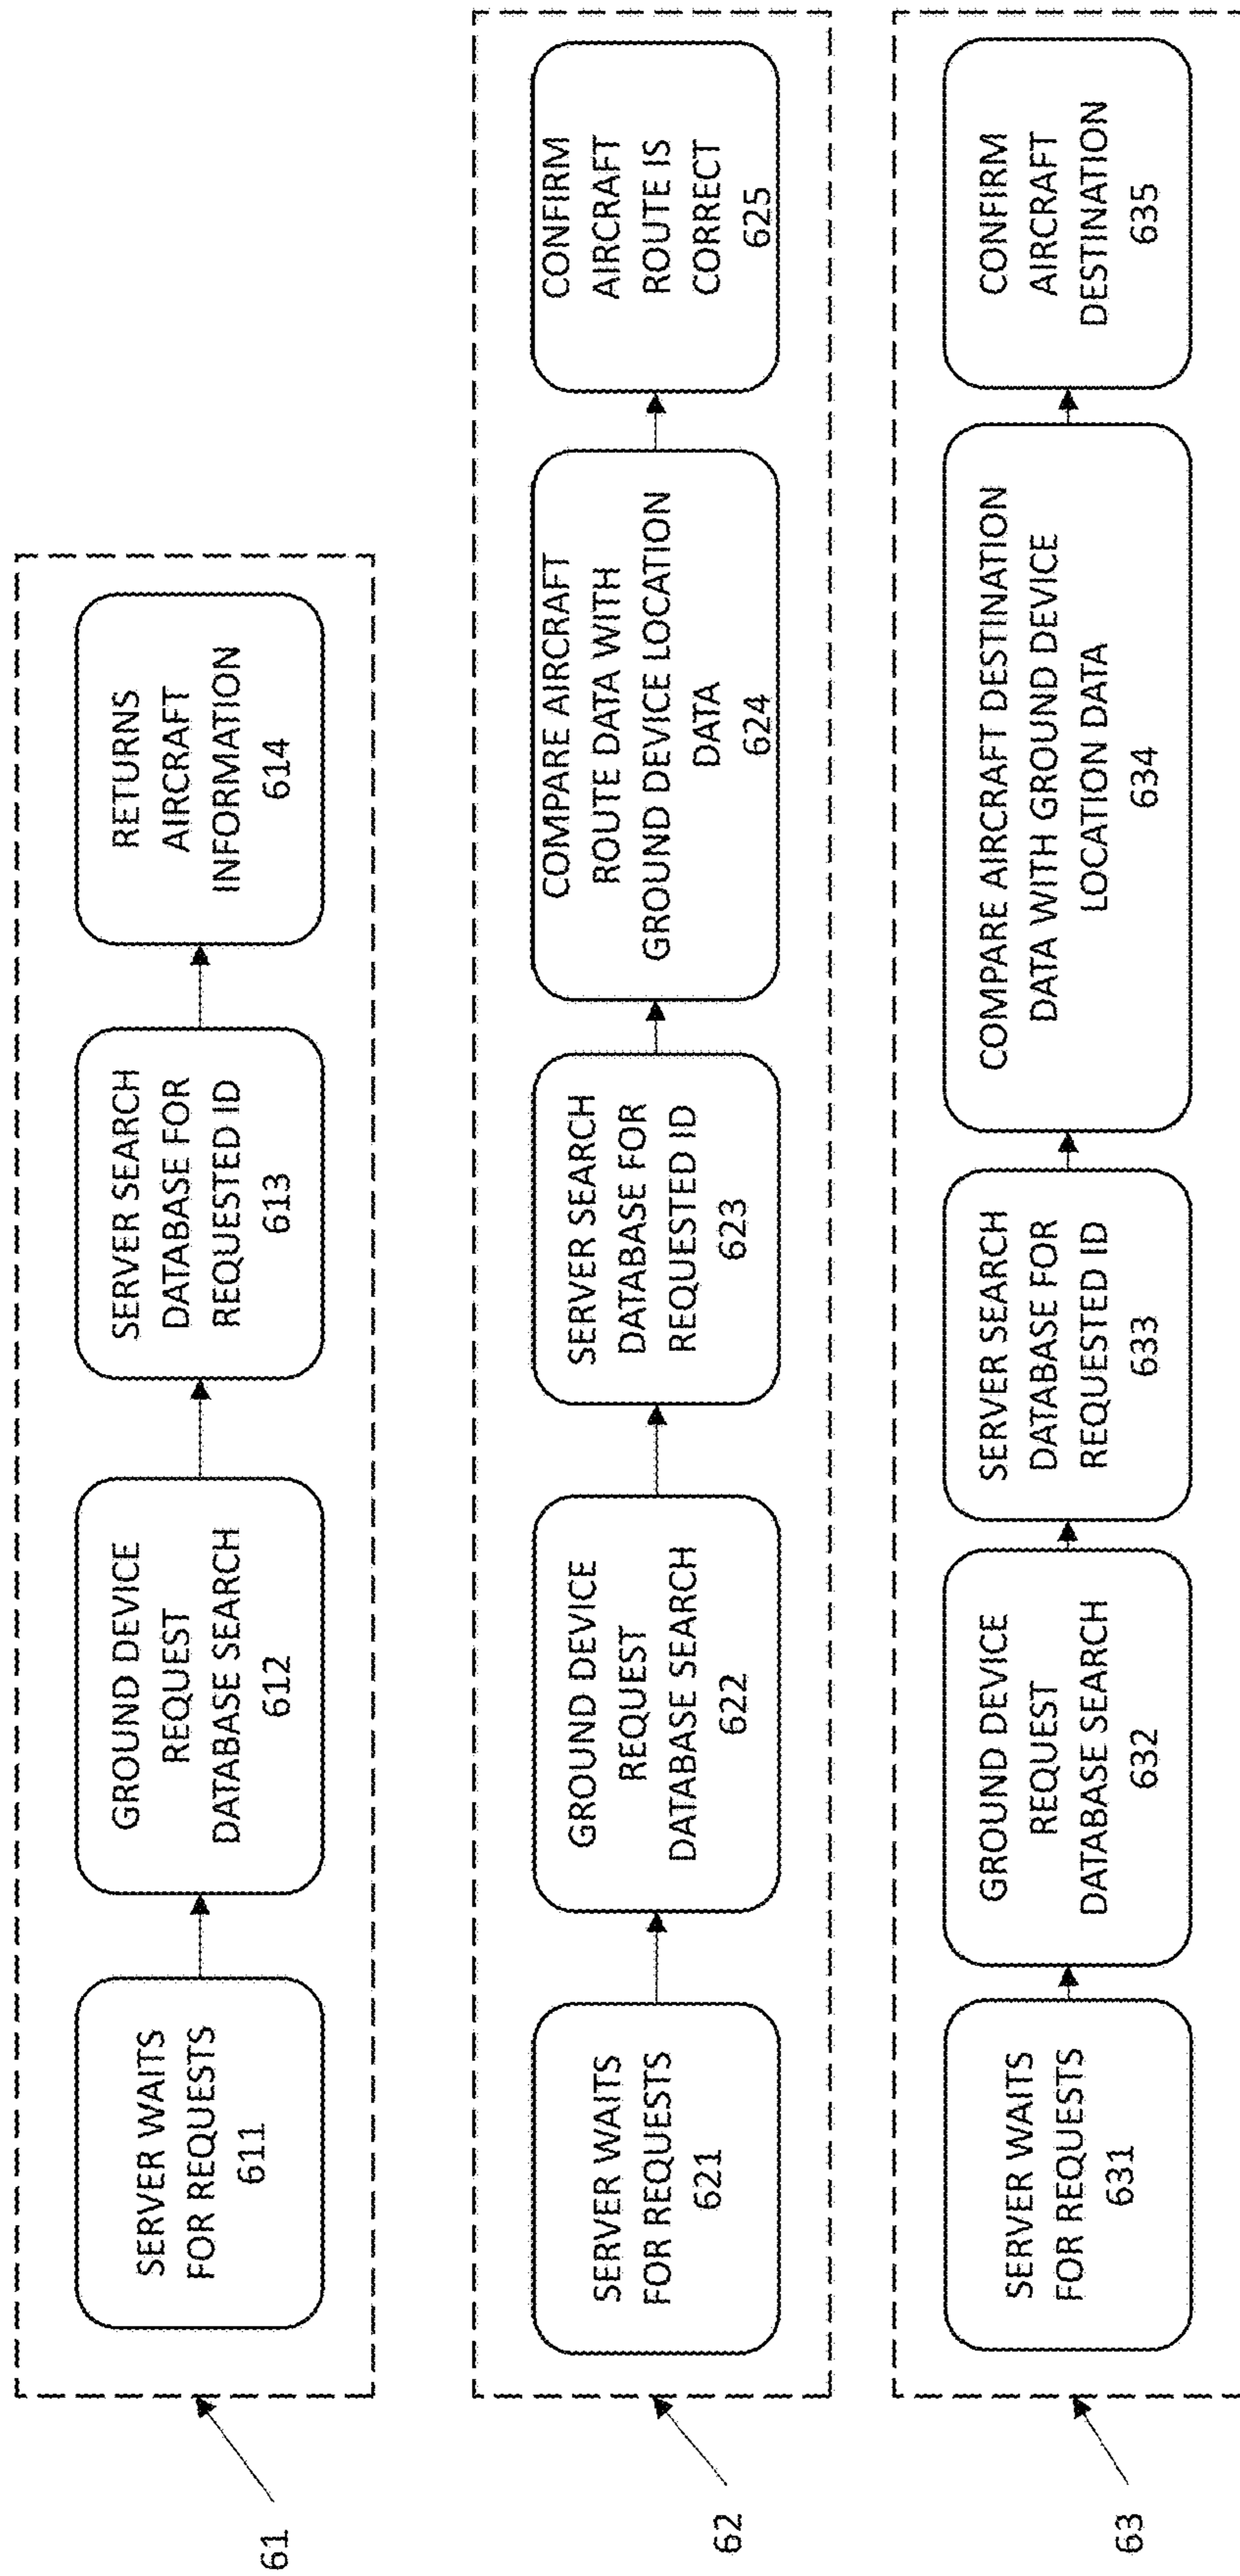 61
SERVER WAITS
FOR REQUESTS
611
GROUND DEVICE
REQUEST
DATABASE SEARCH
612
SERVER SEARCH
DATABASE FOR
REQUESTED ID
613
RETURNS
AIRCRAFT
INFORMATION
614
62
SERVER WAITS
FOR REQUESTS
621
GROUND DEVICE
REQUEST
DATABASE SEARCH
622
SERVER SEARCH
DATABASE FOR
REQUESTED ID
623
COMPARE AIRCRAFT
ROUTE DATA WITH
GROUND DEVICE LOCATION
DATA
624
CONFIRM
AIRCRAFT
ROUTE IS
CORRECT
625
63
SERVER WAITS
FOR REQUESTS
631
GROUND DEVICE
REQUEST
DATABASE SEARCH
632
SERVER SEARCH
DATABASE FOR
REQUESTED ID
633
COMPARE AIRCRAFT DESTINATION
DATA WITH GROUND DEVICE
LOCATION DATA
634
CONFIRM
AIRCRAFT
DESTINATION
635